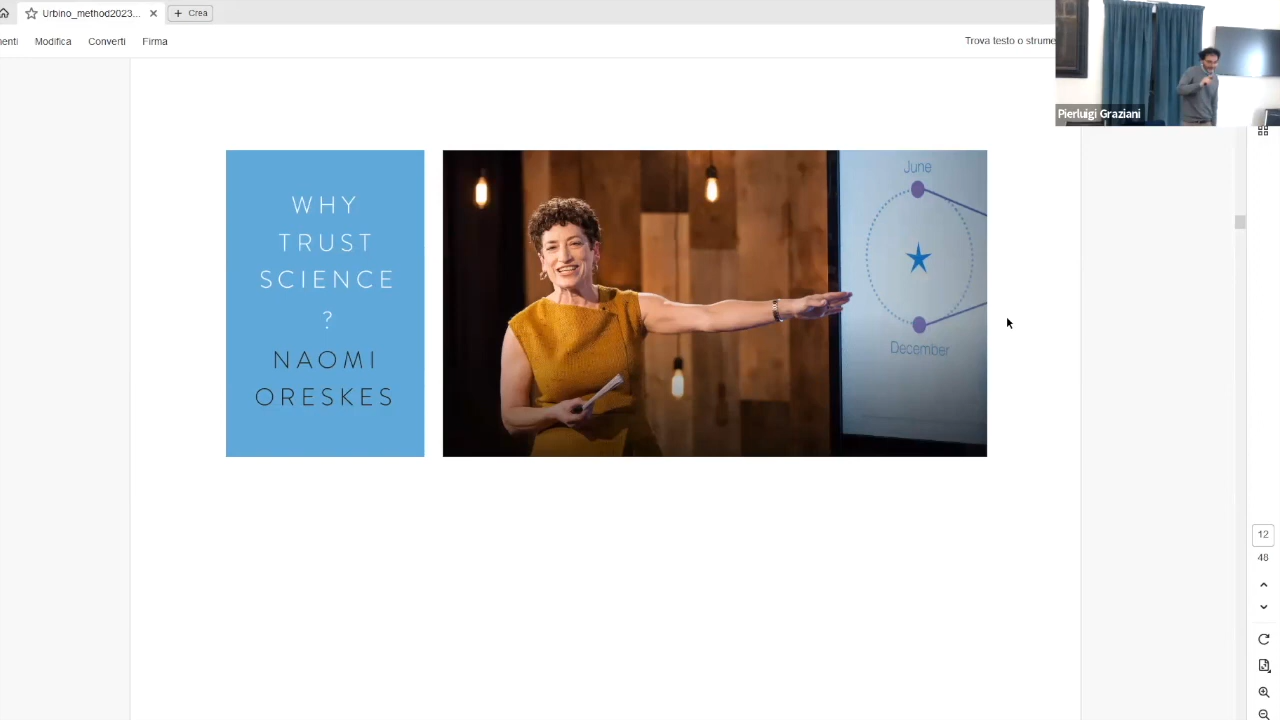 Urbino_method2023...
Crea
Modifica
Converti
Firma
Trova testo o strume
Pierluigi Graziani
WHY
TRUST
SCIENCE
?
NAOMI
ORESKES
June
December
12
48